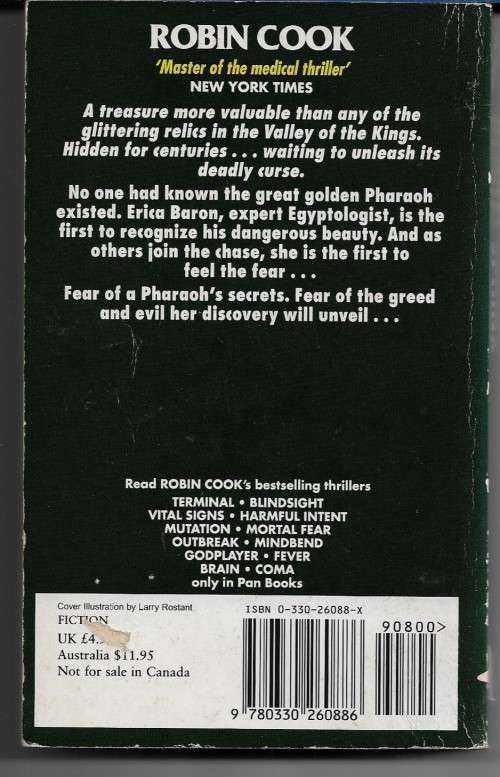 ROBIN COOK
‘Master of the medical thriller’
NEW YORK TIMES
A treasure more valuable than any of the
glittering relics in the Valley of the Kings.
Hidden for centuries . . . waiting to unleash its
deadly curse.
No one had known the great golden Pharaoh
existed. Erica Baron, expert Egyptologist, is the
first to recognize his dangerous beauty. And as
others join the chase, she is the first to
feel the fear . . .
Fear of a Pharaoh’s secrets. Fear of the greed
and evil her discovery will unveil . . .
Read ROBIN COOK’s bestselling thrillers
TERMINAL • BLINDSIGHT
VITAL SIGNS • HARMFUL INTENT
MUTATION • MORTAL FEAR
OUTBREAK • MINDBEND
GODPLAYER • FEVER
BRAIN • COMA
only in Pan Books
Cover Illustration by Larry Rostant
FICTION
UK £4.
Australia $11.95
Not for sale in Canada
ISBN 0-330-26088-X
90800>
9 780330 260886